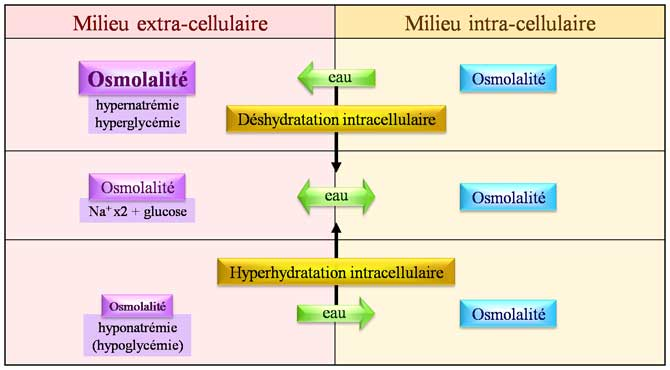 Milieu extra-cellulaire
Milieu intra-cellulaire
Osmolalité
eau
Osmolalité
hypernatrémie
hyperglycémie
Déshydratation intracellulaire
Osmolalité
eau
Osmolalité
Na⁺x2 + glucose
Hyperhydratation intracellulaire
Osmolalité
eau
Osmolalité
hyponatrémie
(hypoglycémie)